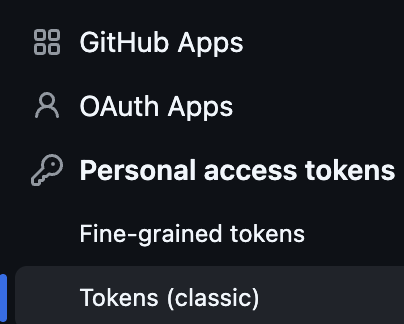 GitHub Apps
OAuth Apps
Personal access tokens
Fine-grained tokens
Tokens (classic)